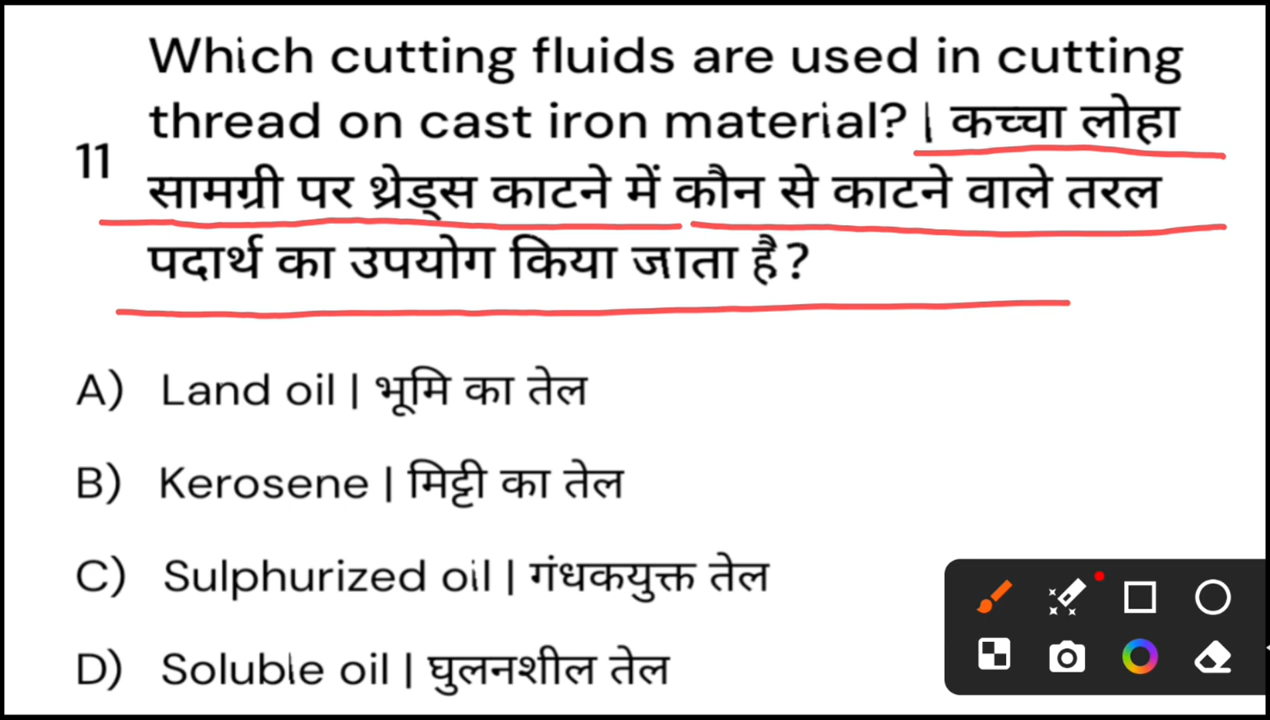 Which cutting fluids are used in cutting
thread on cast iron material? | कच्चा लोहा
11
सामग्री पर थ्रेड्स काटने में कौन से काटने वाले तरल
पदार्थ का उपयोग किया जाता है?
A) Land oil | भूमि का तेल
B) Kerosene | मिट्टी का तेल
C) Sulphurized oil | गंधकयुक्त तेल
D) Soluble oil | घुलनशील तेल